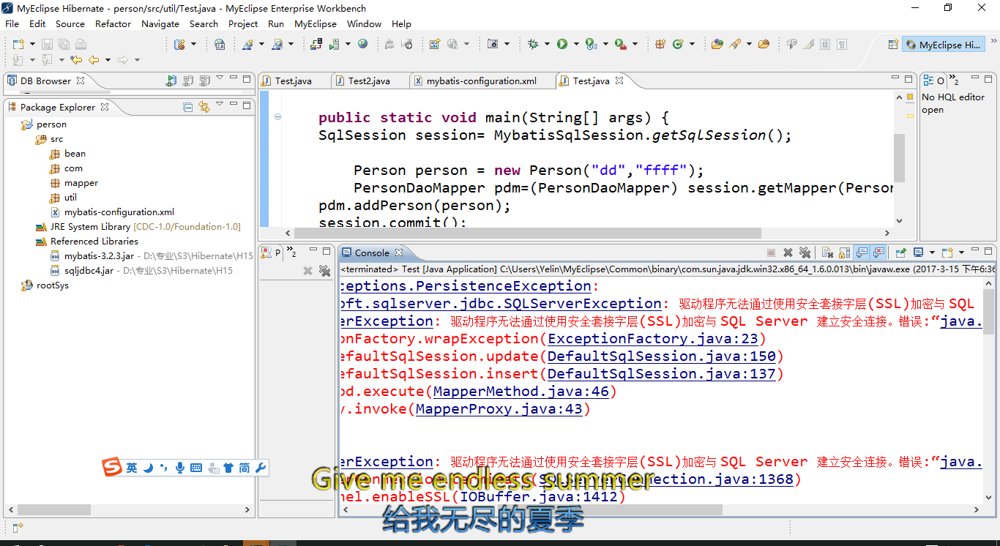 MyEclipse Hibernate - person/src/util/Test.java - MyEclipse Enterprise Workbench
File Edit Source Refactor Navigate Search Project Run MyEclipse Window Help
MyEclipse Hi...
DB Browser
Test.java Test2.java mybatis-configuration.xml Test.java
O 2
No HQL editor
open
Package Explorer
person
src
bean
com
mapper
util
mybatis-configuration.xml
JRE System Library [CDC-1.0/Foundation-1.0]
Referenced Libraries
mybatis-3.2.3.jar - D:\专业\S3\Hibernate\H15
sqljdbc4.jar - D:\专业\S3\Hibernate\H15
rootSys
public static void main(String[] args) {
SqlSession session= MybatisSqlSession.getSqlSession();
Person person = new Person("dd","ffff");
PersonDaoMapper pdm=(PersonDaoMapper) session.getMapper(Person
pdm.addPerson(person);
session.commit();
P 2
Console
<terminated> Test [Java Application] C:\Users\Yelin\MyEclipse\Common\binary\com.sun.java.jdk.win32.x86_64_1.6.0.013\bin\javaw.exe (2017-3-15 下午6:36
ceptions.PersistenceException:
oft.sqlserver.jdbc.SQLServerException: 驱动程序无法通过使用安全套接字层(SSL)加密与 SQL
erException: 驱动程序无法通过使用安全套接字层(SSL)加密与 SQL Server 建立安全连接。错误:“java.
onFactory.wrapException(ExceptionFactory.java:23)
efaultSqlSession.update(DefaultSqlSession.java:150)
efaultSqlSession.insert(DefaultSqlSession.java:137)
od.execute(MapperMethod.java:46)
y.invoke(MapperProxy.java:43)
erException: 驱动程序无法通过使用安全套接字层(SSL)加密与 SQL Server 建立安全连接。错误:“java.
nection.java:1368)
nel.enableSSL(IOBuffer.java:1412)
英 简
Give me endless summer
给我无尽的夏季